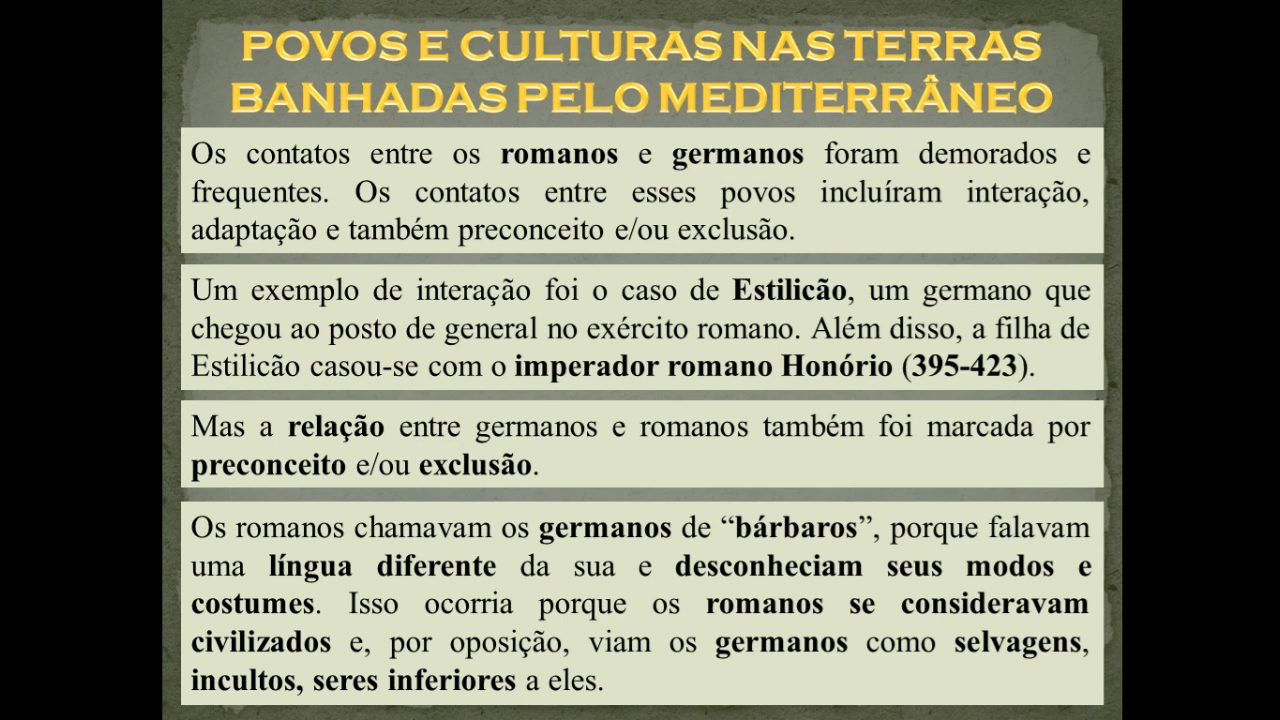 POVOS E CULTURAS NAS TERRAS
BANHADAS PELO MEDITERRÂNEO
Os contatos entre os romanos e germanos foram demorados e
frequentes. Os contatos entre esses povos incluíram interação,
adaptação e também preconceito e/ou exclusão.
Um exemplo de interação foi o caso de Estilicão, um germano que
chegou ao posto de general no exército romano. Além disso, a filha de
Estilicão casou-se com o imperador romano Honório (395-423).
Mas a relação entre germanos e romanos também foi marcada por
preconceito e/ou exclusão.
Os romanos chamavam os germanos de “bárbaros”, porque falavam
uma língua diferente da sua e desconheciam seus modos e
costumes. Isso ocorria porque os romanos se consideravam
civilizados e, por oposição, viam os germanos como selvagens,
incultos, seres inferiores a eles.